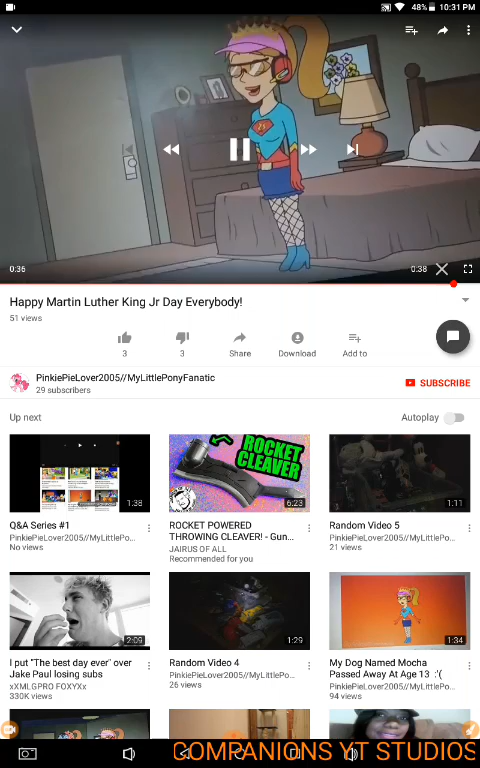 48% 10:31 PM
0:36
0:38
Happy Martin Luther King Jr Day Everybody!
51 views
3
3
Share
Download
Add to
PinkiePieLover2005//MyLittlePonyFanatic
29 subscribers
SUBSCRIBE
Up next
Autoplay
1:38
ROCKET
CLEAVER
6:23
1:11
Q&A Series #1
PinkiePieLover2005//MyLittlePo...
No views
ROCKET POWERED
THROWING CLEAVER! - Gun...
JAIRUS OF ALL
Recommended for you
Random Video 5
PinkiePieLover2005//MyLittlePo...
21 views
2:09
1:29
1:34
I put "The best day ever" over
Jake Paul losing subs
xXMLGPRO FOXYXx
330K views
Random Video 4
PinkiePieLover2005//MyLittlePo...
26 views
My Dog Named Mocha
Passed Away At Age 13 :'(
PinkiePieLover2005//MyLittlePo...
94 views
COMPANIONS YT STUDIOS